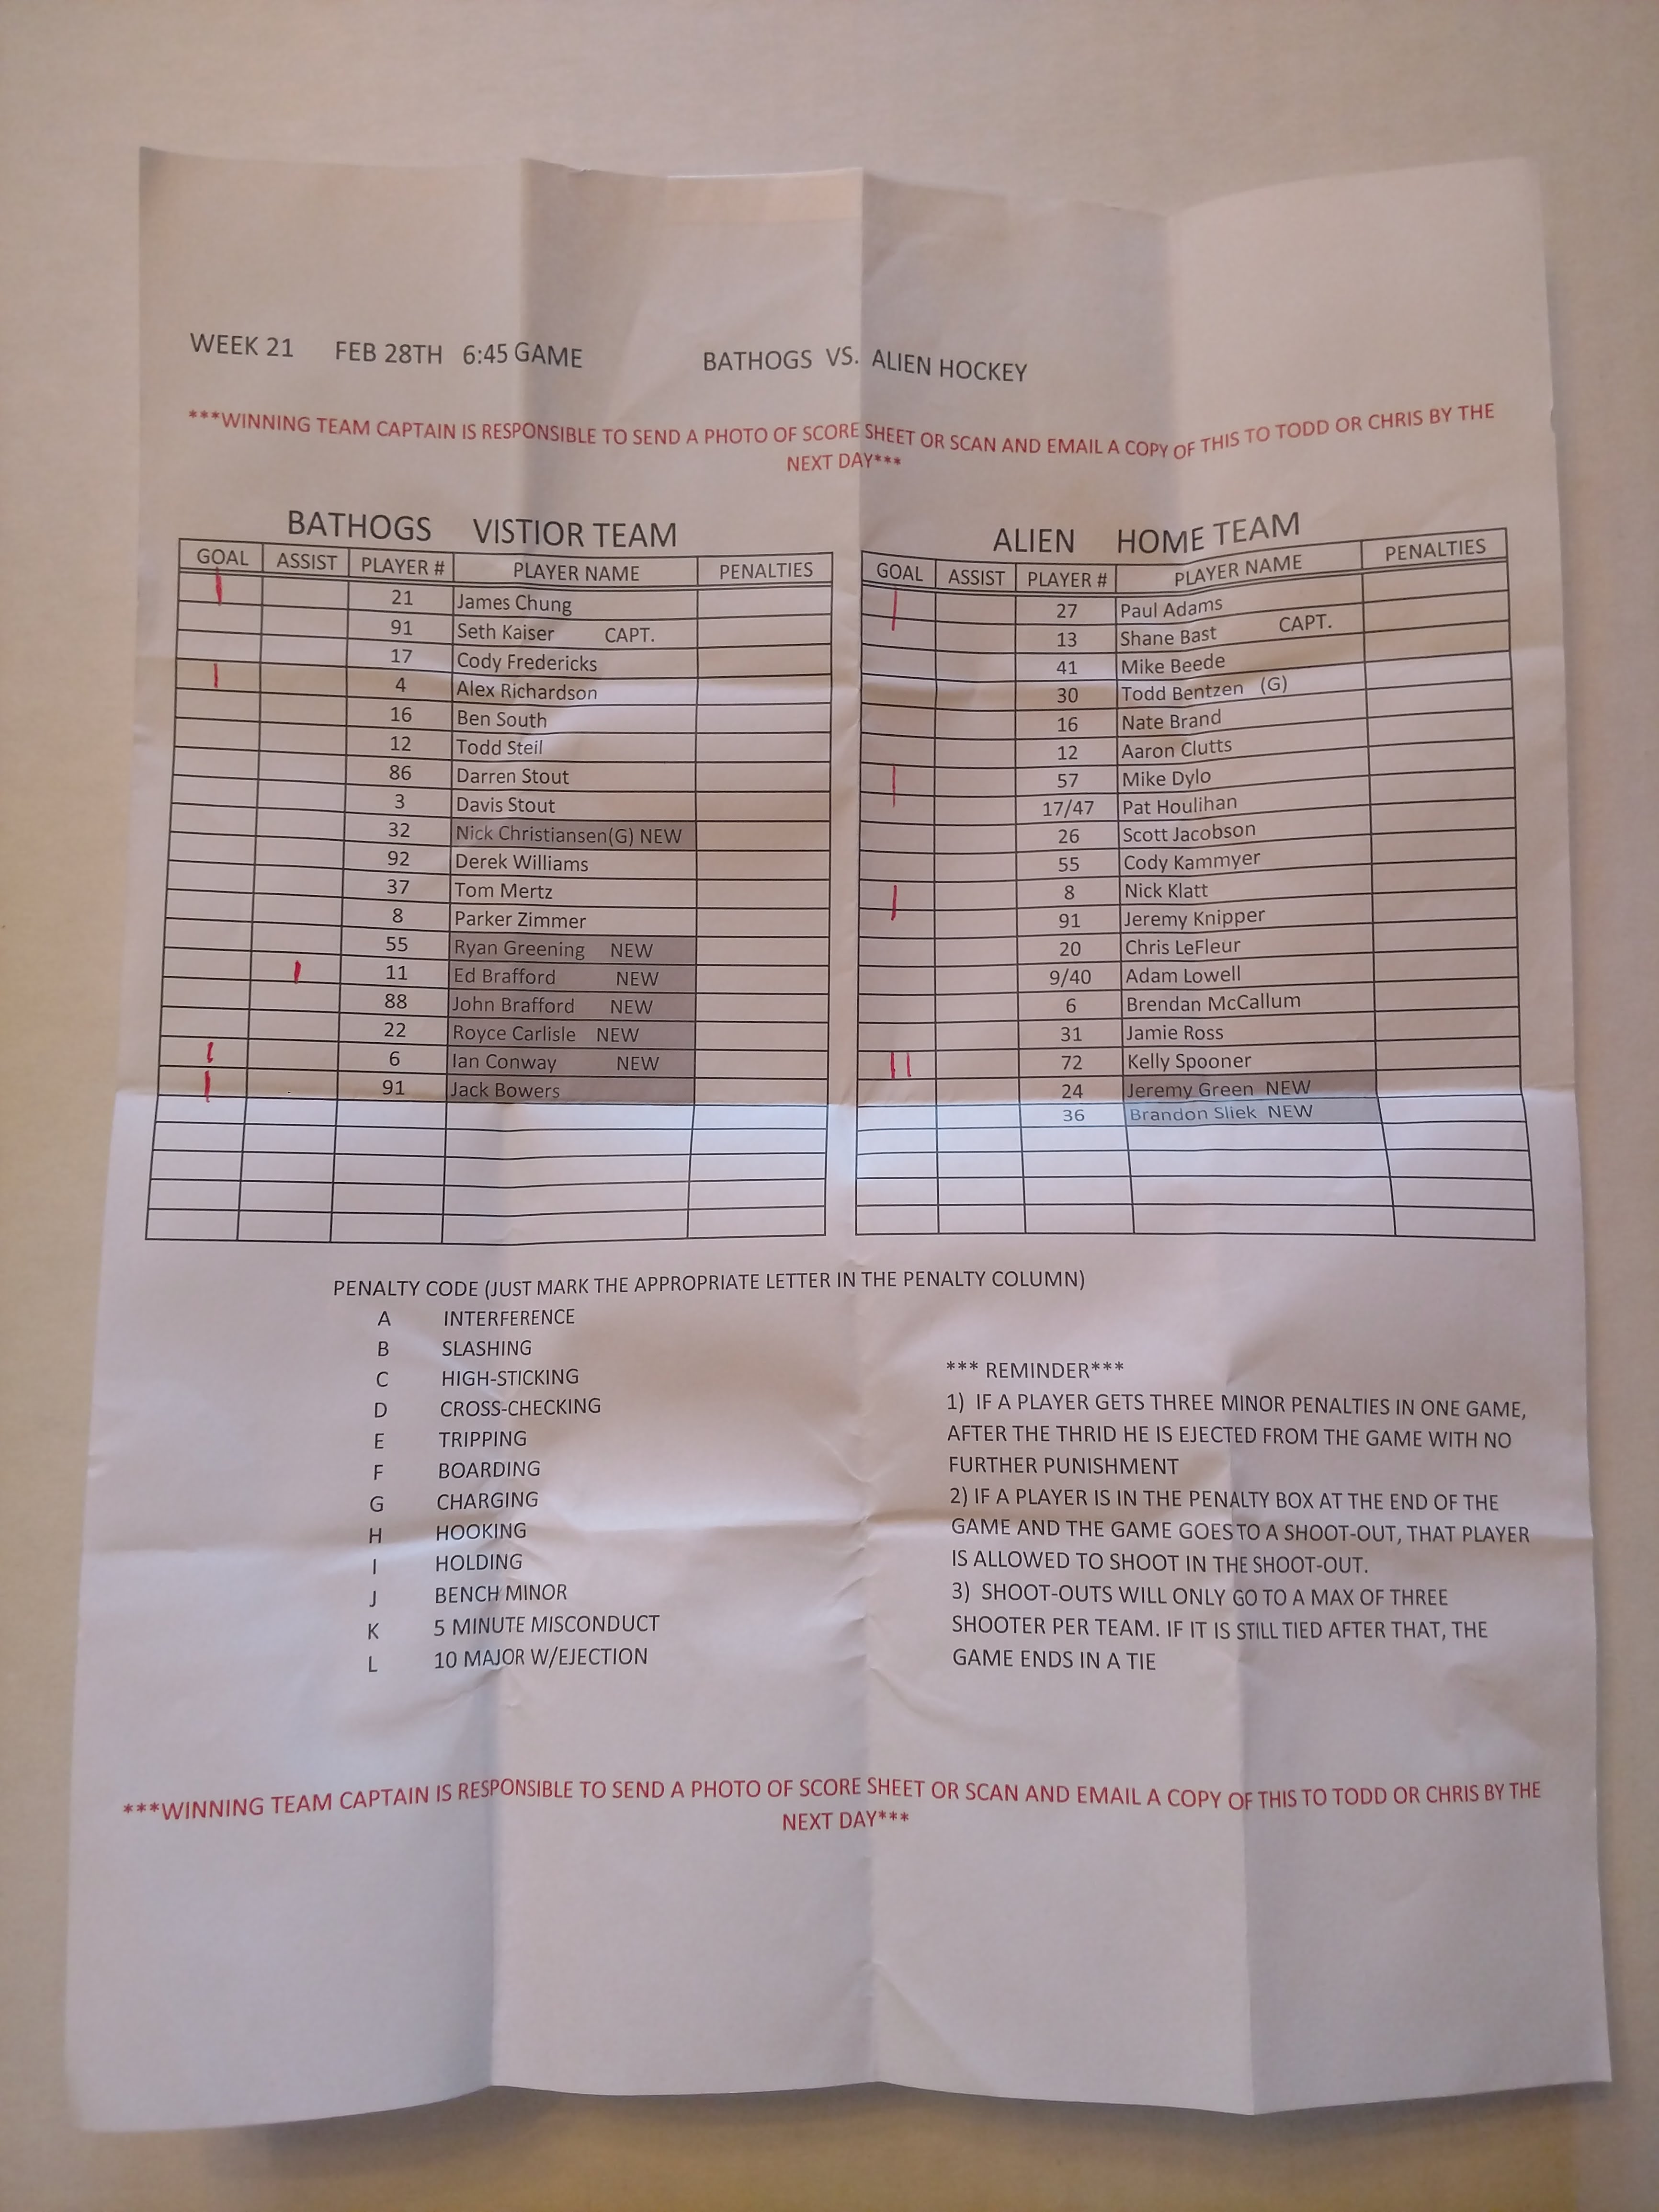 WEEK 21 FEB 28TH 6:45 GAME BATHOGS VS. ALIEN HOCKEY
***WINNING TEAM CAPTAIN IS RESPONSIBLE TO SEND A PHOTO OF SCORE SHEET OR SCAN AND EMAIL A COPY OF THIS TO TODD OR CHRIS BY THE
NEXT DAY***
BATHOGS VISTIOR TEAM
GOAL ASSIST PLAYER # PLAYER NAME PENALTIES
| 21 James Chung
91 Seth Kaiser CAPT.
17 Cody Fredericks
| 4 Alex Richardson
16 Ben South
12 Todd Steil
86 Darren Stout
3 Davis Stout
32 Nick Christiansen(G) NEW
92 Derek Williams
37 Tom Mertz
8 Parker Zimmer
55 Ryan Greening NEW
| 11 Ed Brafford NEW
88 John Brafford NEW
22 Royce Carlisle NEW
| 6 Ian Conway NEW
| 91 Jack Bowers
ALIEN HOME TEAM
GOAL ASSIST PLAYER # PLAYER NAME PENALTIES
| 27 Paul Adams
13 Shane Bast CAPT.
41 Mike Beede
30 Todd Bentzen (G)
16 Nate Brand
12 Aaron Clutts
| 57 Mike Dylo
17/47 Pat Houlihan
26 Scott Jacobson
55 Cody Kammyer
| 8 Nick Klatt
91 Jeremy Knipper
20 Chris LeFleur
9/40 Adam Lowell
6 Brendan McCallum
31 Jamie Ross
|| 72 Kelly Spooner
24 Jeremy Green NEW
36 Brandon Sliek NEW
PENALTY CODE (JUST MARK THE APPROPRIATE LETTER IN THE PENALTY COLUMN)
A INTERFERENCE
B SLASHING
C HIGH-STICKING
D CROSS-CHECKING
E TRIPPING
F BOARDING
G CHARGING
H HOOKING
I HOLDING
J BENCH MINOR
K 5 MINUTE MISCONDUCT
L 10 MAJOR W/EJECTION
*** REMINDER***
1) IF A PLAYER GETS THREE MINOR PENALTIES IN ONE GAME,
AFTER THE THRID HE IS EJECTED FROM THE GAME WITH NO
FURTHER PUNISHMENT
2) IF A PLAYER IS IN THE PENALTY BOX AT THE END OF THE
GAME AND THE GAME GOES TO A SHOOT-OUT, THAT PLAYER
IS ALLOWED TO SHOOT IN THE SHOOT-OUT.
3) SHOOT-OUTS WILL ONLY GO TO A MAX OF THREE
SHOOTER PER TEAM. IF IT IS STILL TIED AFTER THAT, THE
GAME ENDS IN A TIE
***WINNING TEAM CAPTAIN IS RESPONSIBLE TO SEND A PHOTO OF SCORE SHEET OR SCAN AND EMAIL A COPY OF THIS TO TODD OR CHRIS BY THE
NEXT DAY***